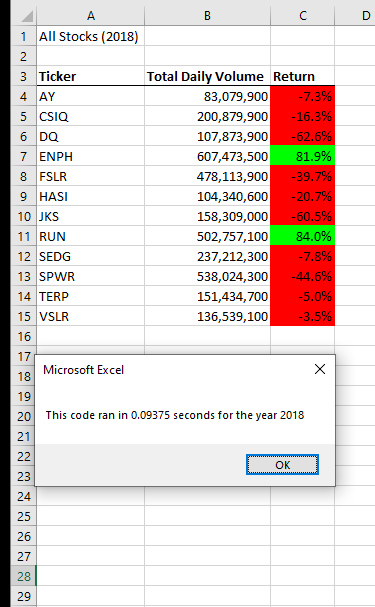 A B C D
1 All Stocks (2018)
2
3 Ticker Total Daily Volume Return
4 AY 83,079,900 -7.3%
5 CSIQ 200,879,900 -16.3%
6 DQ 107,873,900 -62.6%
7 ENPH 607,473,500 81.9%
8 FSLR 478,113,900 -39.7%
9 HASI 104,340,600 -20.7%
10 JKS 158,309,000 -60.5%
11 RUN 502,757,100 84.0%
12 SEDG 237,212,300 -7.8%
13 SPWR 538,024,300 -44.6%
14 TERP 151,434,700 -5.0%
15 VSLR 136,539,100 -3.5%
16
17
18 Microsoft Excel
19
20 This code ran in 0.09375 seconds for the year 2018
21
22
23 OK
24
25
26
27
28
29